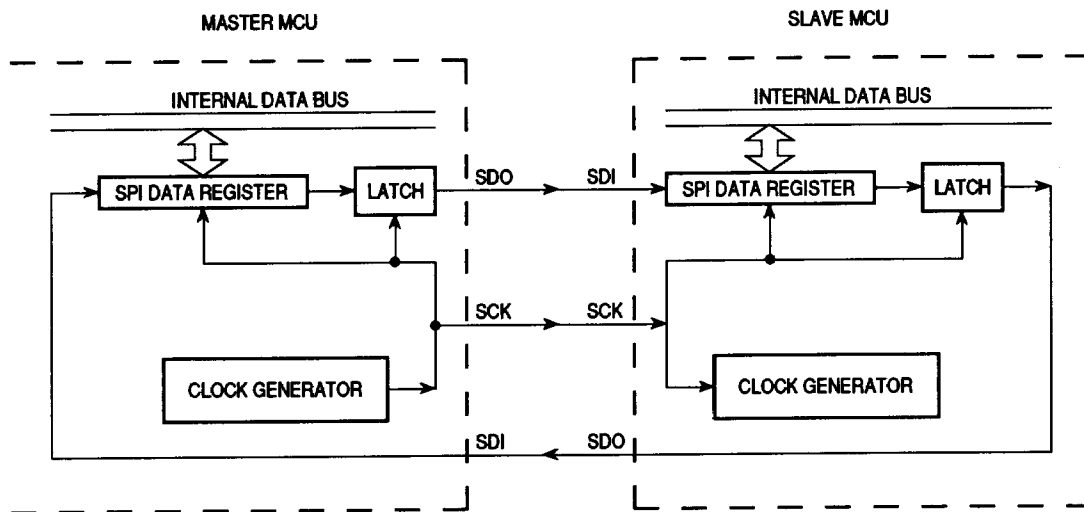 MASTER MCU
SLAVE MCU
INTERNAL DATA BUS
INTERNAL DATA BUS
SPI DATA REGISTER
LATCH
SDO
SDI
SPI DATA REGISTER
LATCH
SCK
SCK
CLOCK GENERATOR
CLOCK GENERATOR
SDI
SDO